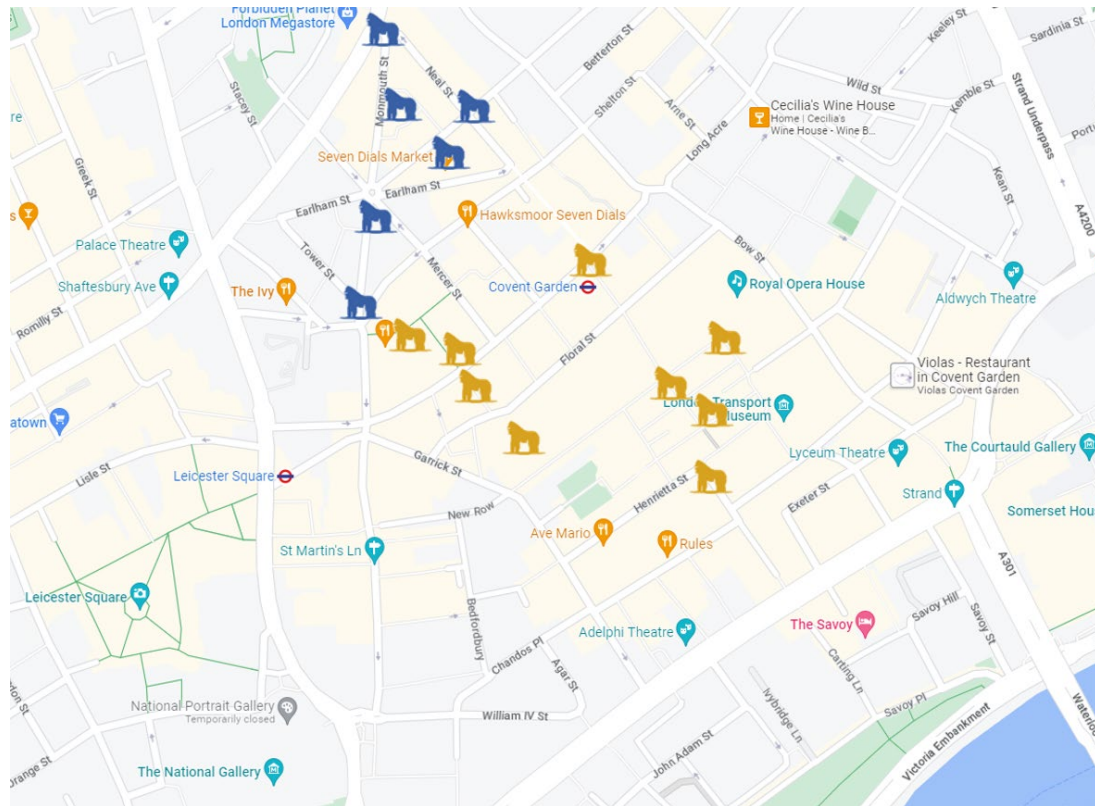 Forbidden Planet
London Megastore
Keeley St
Sardinia St
Betterton St
Neal St
Stacey St
Monmouth St
Shelton St
Wild St
Kemble St
Strand Underpass
Arne St
Cecilia's Wine House
Home | Cecilia's
Wine House - Wine B...
Long Acre
Seven Dials Market
Greek St
Kean St
Earlham St
Earlham St
Hawksmoor Seven Dials
A4200
Palace Theatre
Tower St
Mercer St
Bow St
Shaftesbury Ave
The Ivy
Covent Garden
Royal Opera House
Aldwych Theatre
Romilly St
Floral St
Violas - Restaurant
in Covent Garden
Violas Covent Garden
London Transport
Museum
Lisle St
Garrick St
Lyceum Theatre
The Courtauld Gallery
Leicester Square
Henrietta St
Exeter St
Strand
New Row
Ave Mario
Rules
St Martin's Ln
A301
Leicester Square
Bedfordbury
Adelphi Theatre
The Savoy
Savoy Hill
Savoy St
Chandos Pl
Agar St
Carting Ln
National Portrait Gallery
Temporarily closed
William IV St
Ivybridge Ln
Savoy Pl
John Adam St
Victoria Embankment
The National Gallery
Orange St